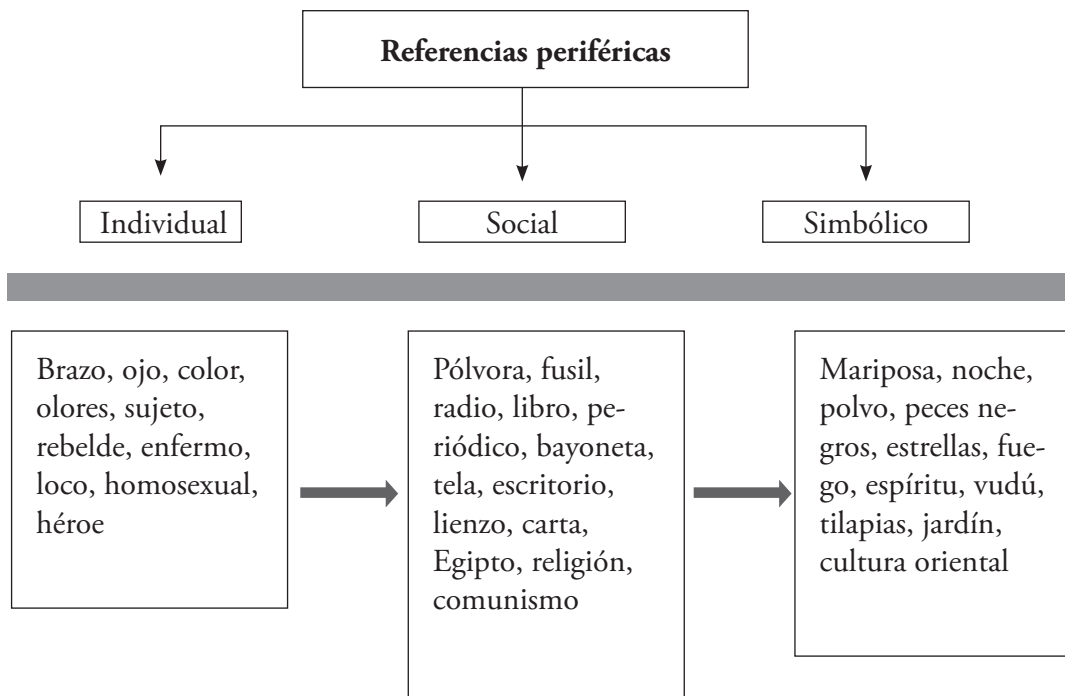 Referencias periféricas
Individual
Social
Simbólico
Brazo, ojo, color,
olores, sujeto,
rebelde, enfermo,
loco, homosexual,
héroe
Pólvora, fusil,
radio, libro, pe-
riódico, bayoneta,
tela, escritorio,
lienzo, carta,
Egipto, religión,
comunismo
Mariposa, noche,
polvo, peces ne-
gros, estrellas, fue-
go, espíritu, vudú,
tilapias, jardín,
cultura oriental